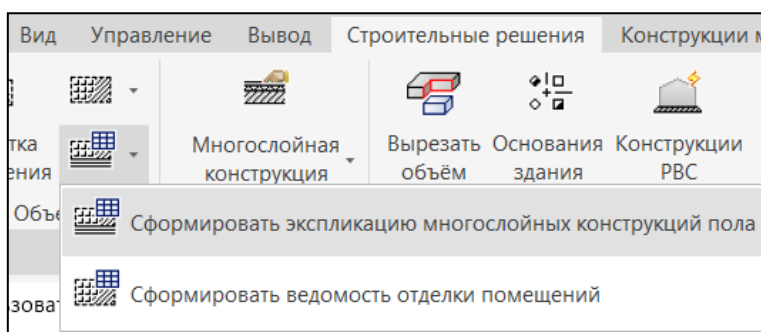 Вид Управление Вывод Строительные решения Конструкции
Многослойная Вырезать Основания Конструкции
конструкция объём здания РВС
Сформировать экспликацию многослойных конструкций пола
Сформировать ведомость отделки помещений